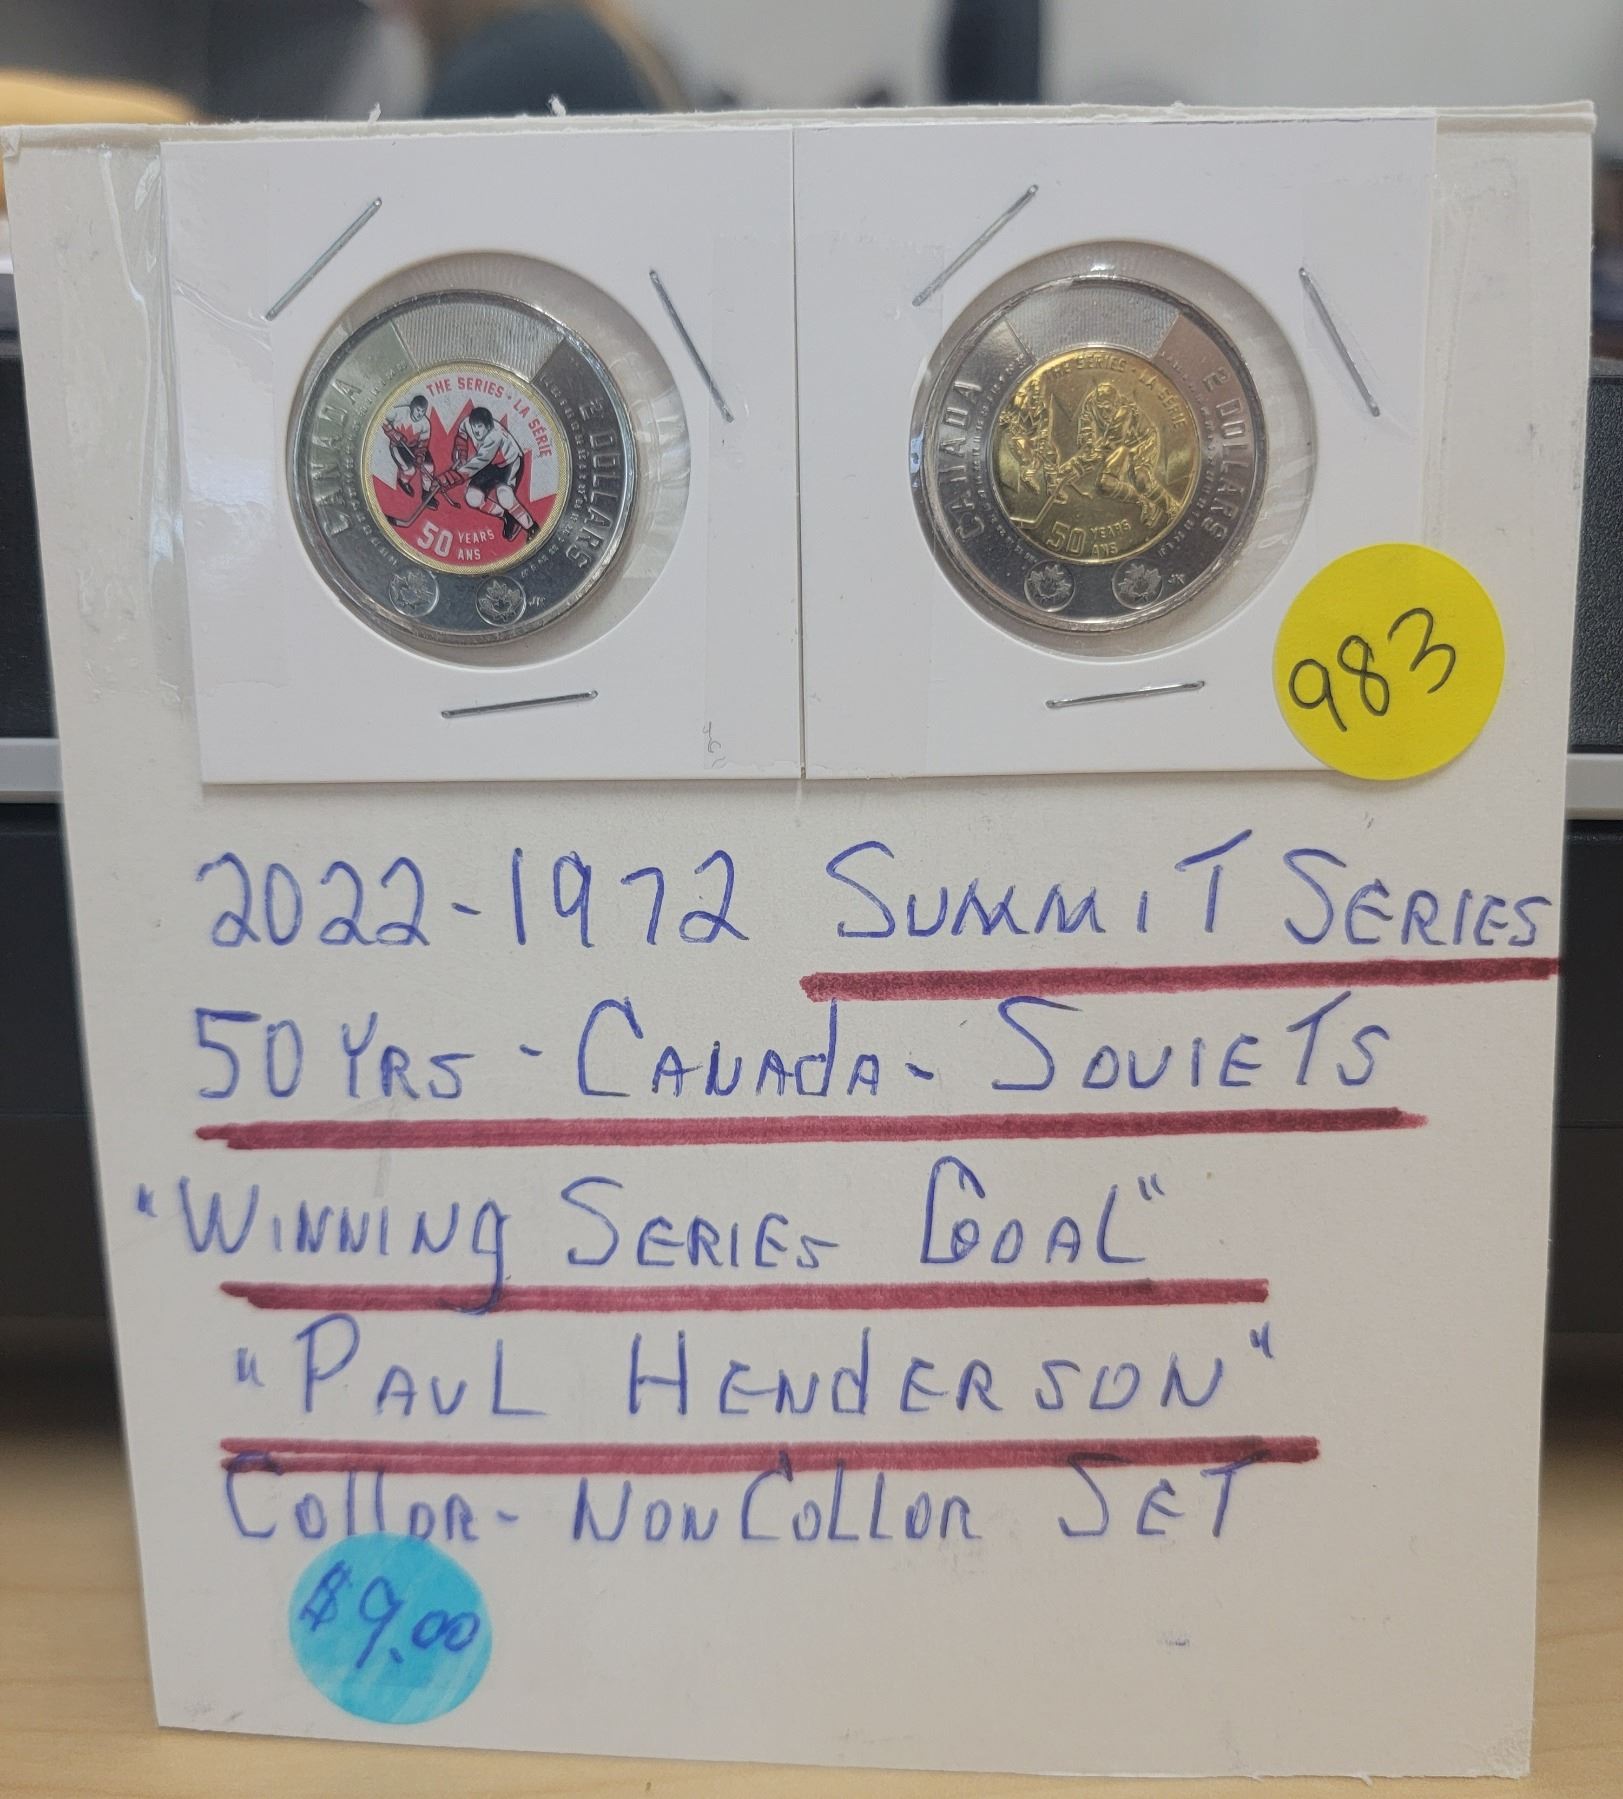 CANADA
2 DOLLARS
THE SERIES • LA SÉRIE
50 YEARS
ANS
CANADA
2 DOLLARS
THE SERIES • LA SÉRIE
50 YEARS
ANS
983
2022-1972 SUMMIT SERIES
50 YRS - CANAdA - SOVIETS
"WINNINg SERIES GOAL"
"PAUL HENdERSON"
COllOR - NON COLLOR SET
$9.00